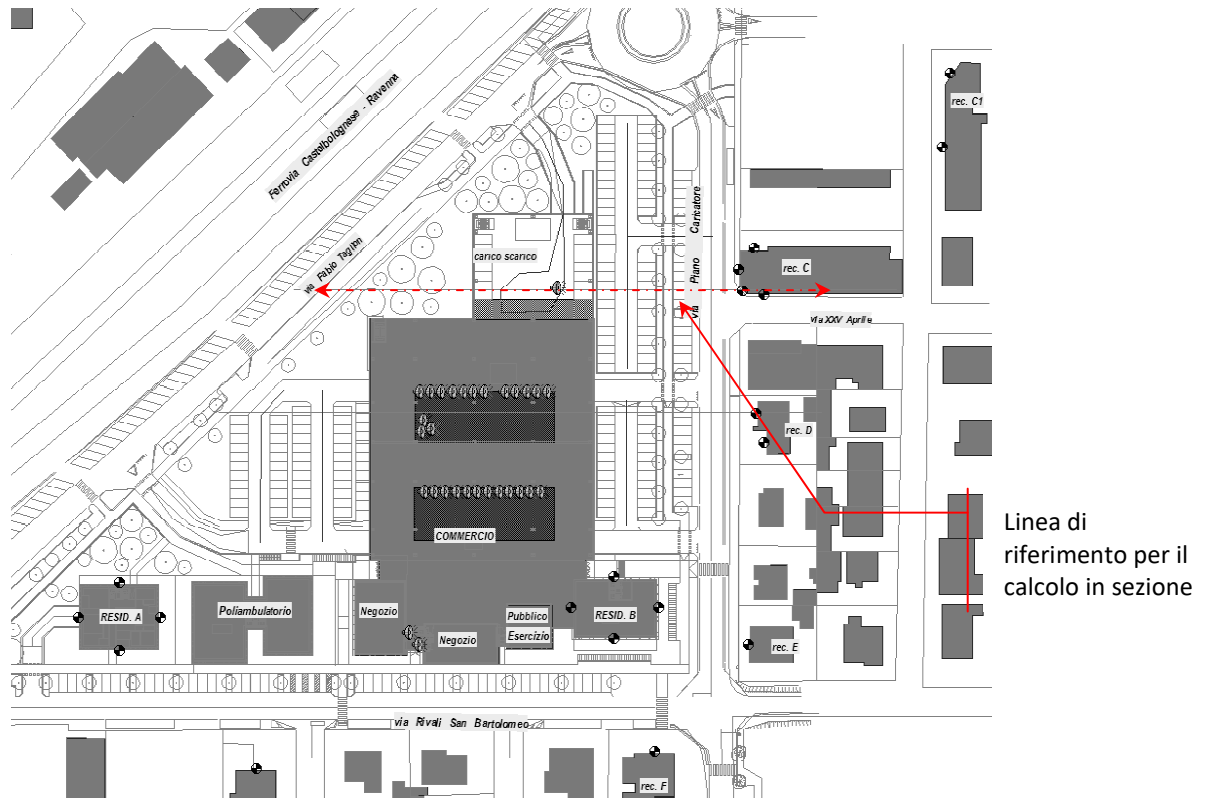 rec. C1
Ferrovia Castelbolognese - Ravenna
via Piano Caricatore
carico scarico
via Fabio Taglioni
rec. C
via XXV Aprile
rec. D
Linea di
riferimento per il
calcolo in sezione
COMMERCIO
RESID. A
Poliambulatorio
Negozio
Negozio
Pubblico
Esercizio
RESID. B
rec. E
via Rivali San Bartolomeo
rec. F